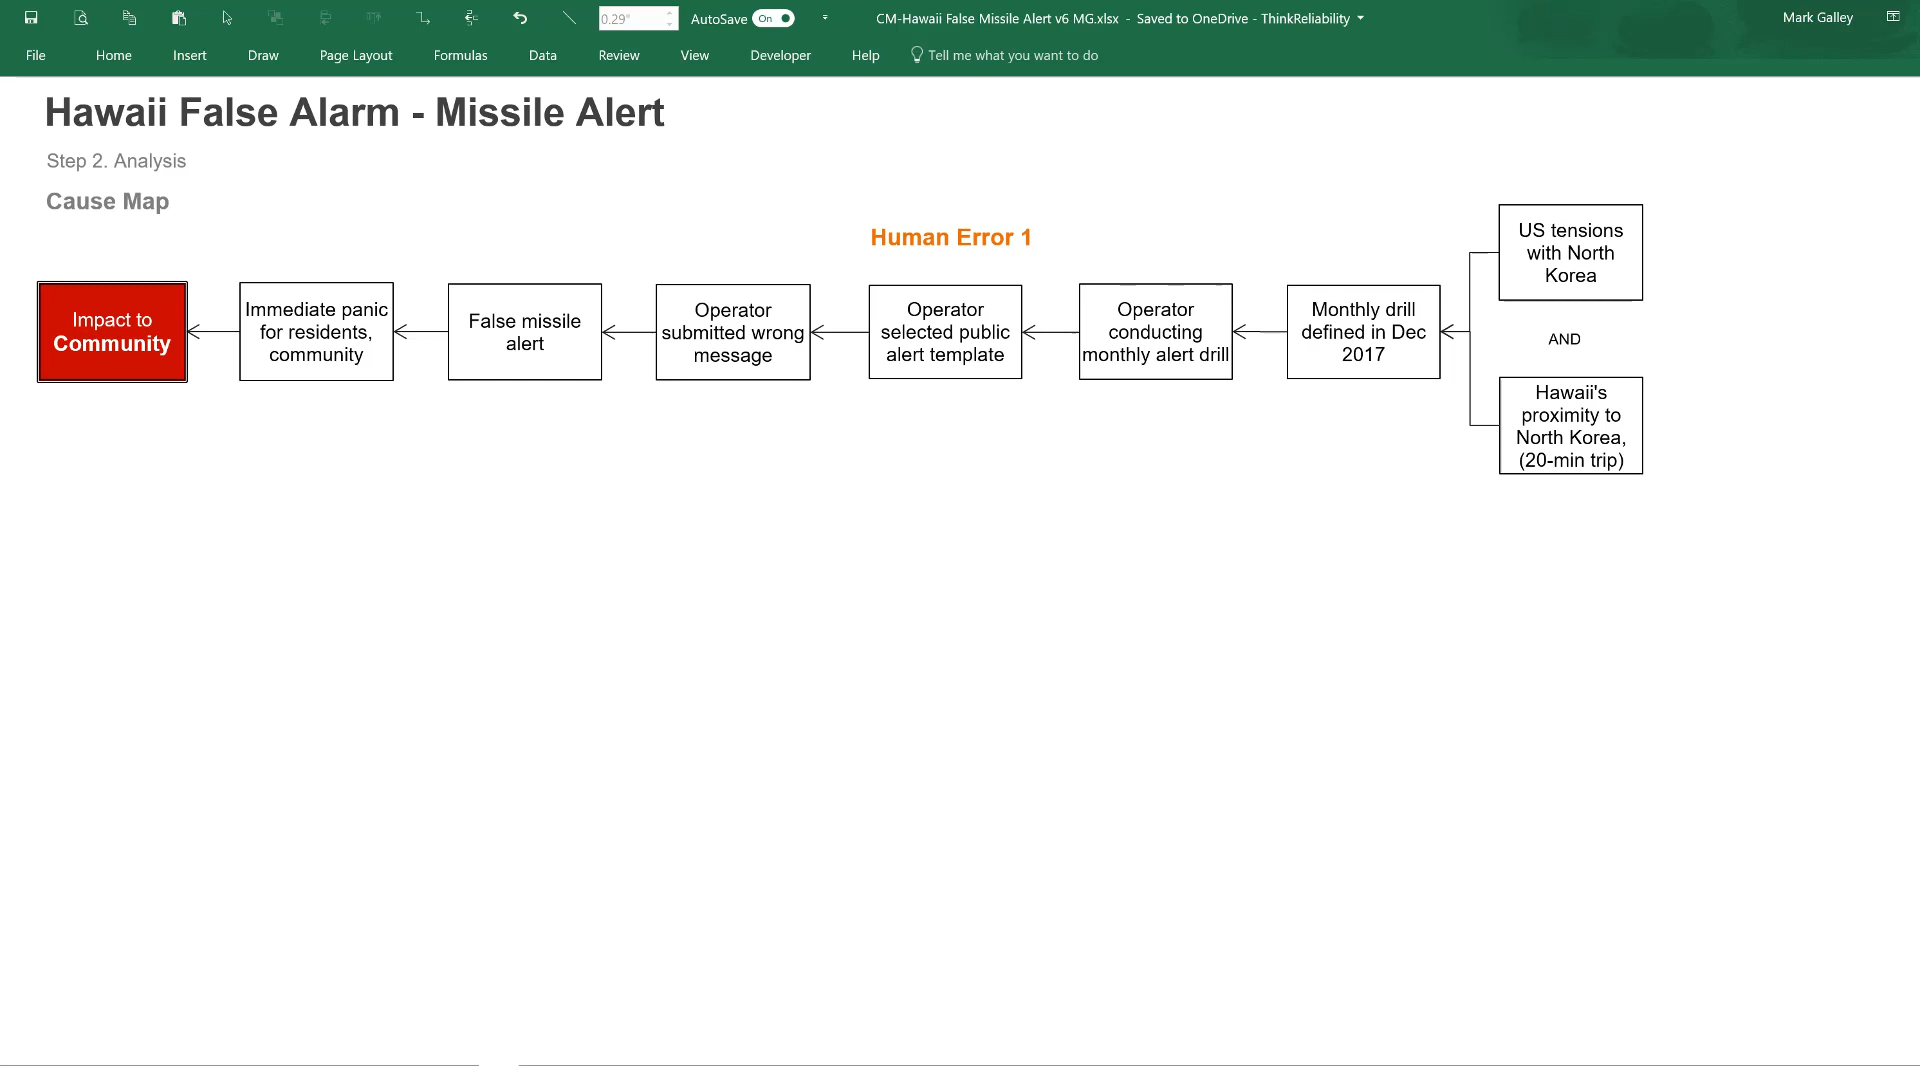 0.29"
AutoSave On
CM-Hawaii False Missile Alert v6 MG.xlsx - Saved to OneDrive - ThinkReliability
Mark Galley
File Home Insert Draw Page Layout Formulas Data Review View Developer Help Tell me what you want to do
Hawaii False Alarm - Missile Alert
Step 2. Analysis
Cause Map
Human Error 1
Impact to
Community
Immediate panic
for residents,
community
False missile
alert
Operator
submitted wrong
message
Operator
selected public
alert template
Operator
conducting
monthly alert drill
Monthly drill
defined in Dec
2017
US tensions
with North
Korea
AND
Hawaii's
proximity to
North Korea,
(20-min trip)